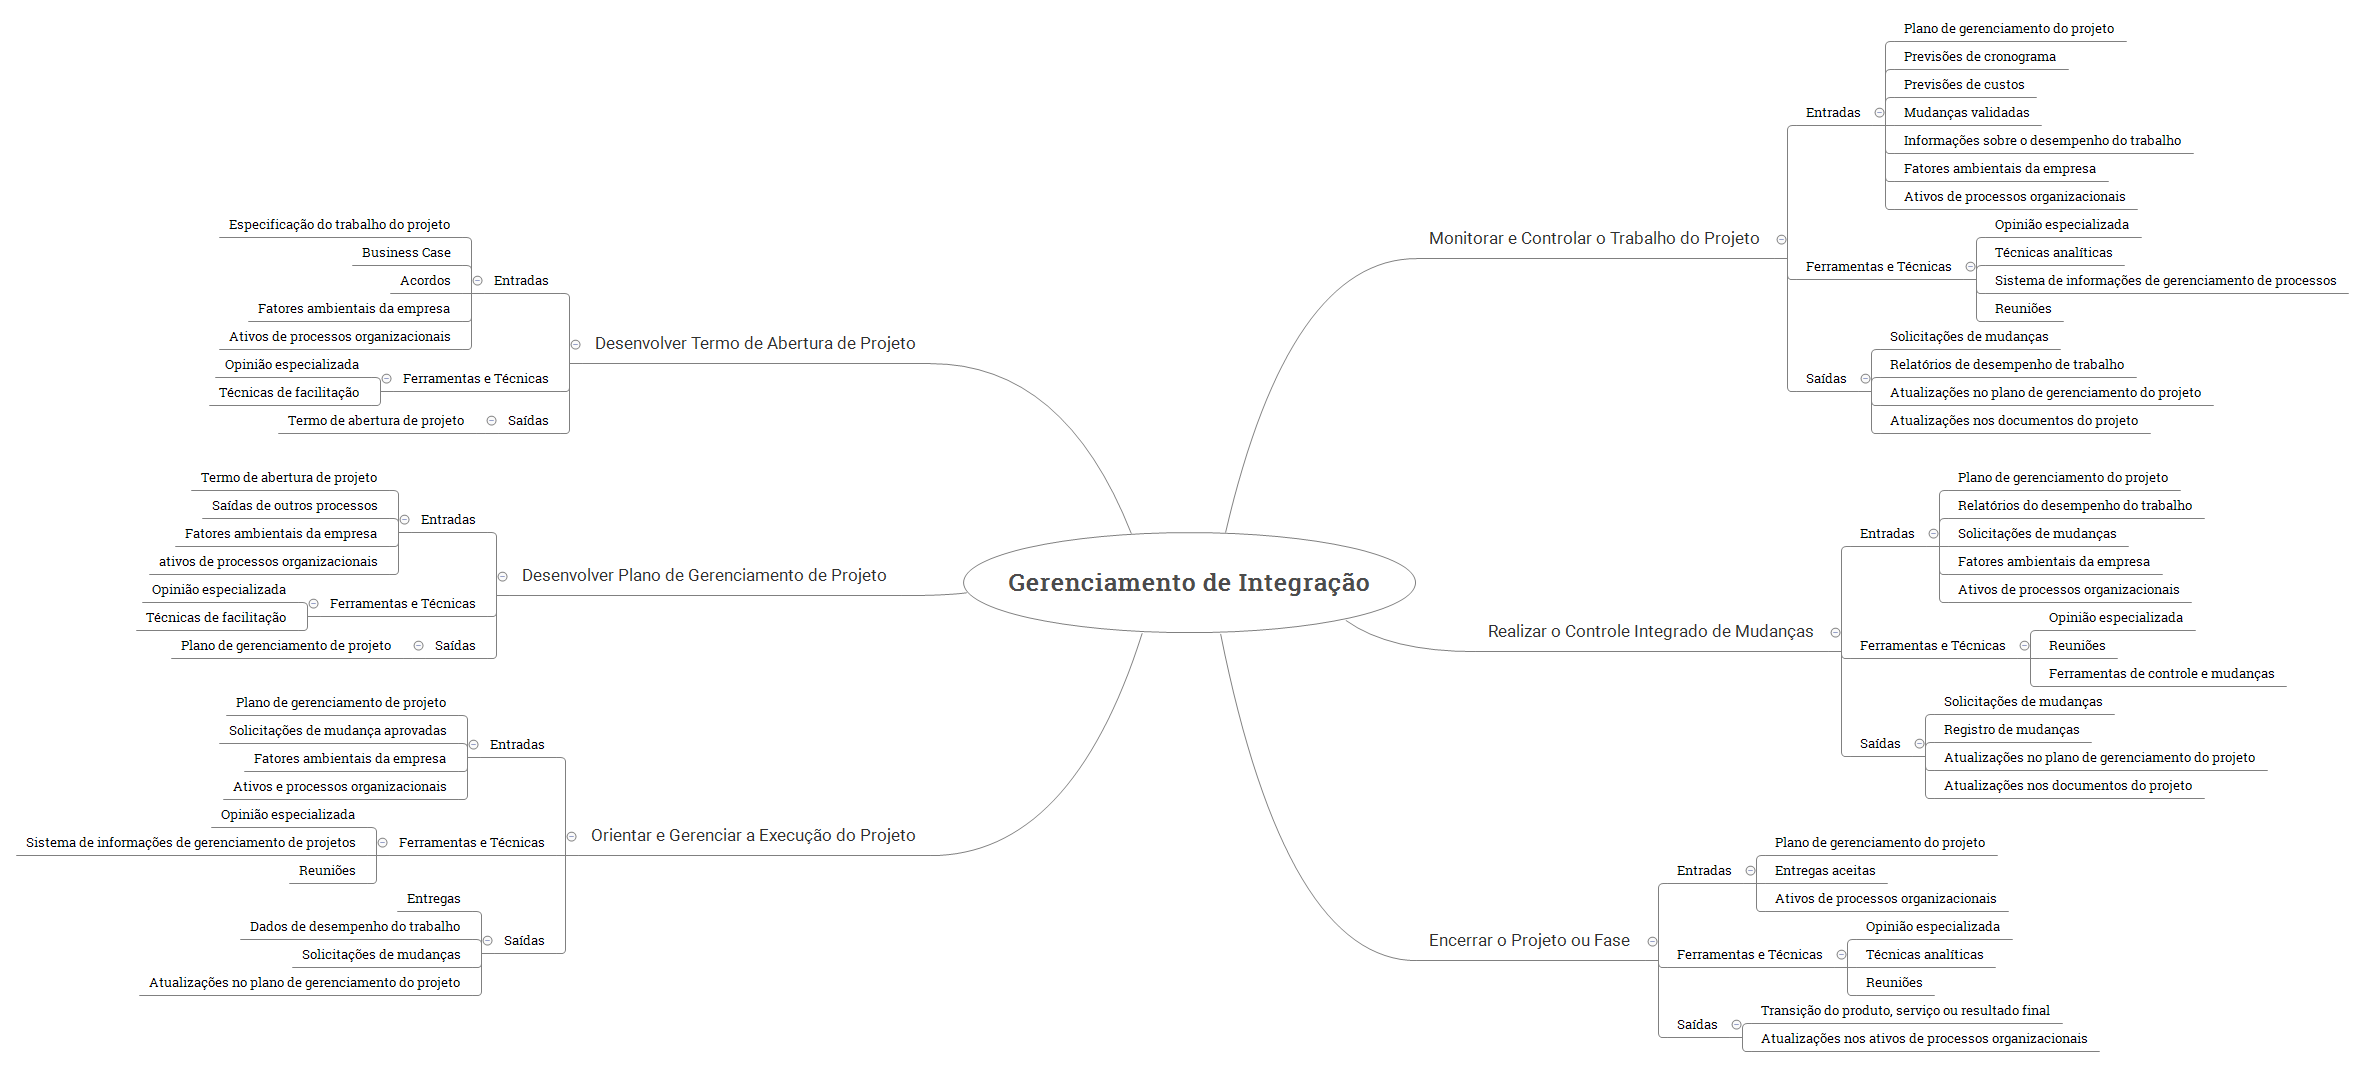 Gerenciamento de Integração
Desenvolver Termo de Abertura de Projeto
Entradas
Especificação do trabalho do projeto
Business Case
Acordos
Fatores ambientais da empresa
Ativos de processos organizacionais
Ferramentas e Técnicas
Opinião especializada
Técnicas de facilitação
Saídas
Termo de abertura de projeto
Desenvolver Plano de Gerenciamento de Projeto
Entradas
Termo de abertura de projeto
Saídas de outros processos
Fatores ambientais da empresa
ativos de processos organizacionais
Ferramentas e Técnicas
Opinião especializada
Técnicas de facilitação
Saídas
Plano de gerenciamento de projeto
Orientar e Gerenciar a Execução do Projeto
Entradas
Plano de gerenciamento de projeto
Solicitações de mudança aprovadas
Fatores ambientais da empresa
Ativos e processos organizacionais
Ferramentas e Técnicas
Opinião especializada
Sistema de informações de gerenciamento de projetos
Reuniões
Saídas
Entregas
Dados de desempenho do trabalho
Solicitações de mudanças
Atualizações no plano de gerenciamento do projeto
Monitorar e Controlar o Trabalho do Projeto
Entradas
Plano de gerenciamento do projeto
Previsões de cronograma
Previsões de custos
Mudanças validadas
Informações sobre o desempenho do trabalho
Fatores ambientais da empresa
Ativos de processos organizacionais
Ferramentas e Técnicas
Opinião especializada
Técnicas analíticas
Sistema de informações de gerenciamento de processos
Reuniões
Saídas
Solicitações de mudanças
Relatórios de desempenho de trabalho
Atualizações no plano de gerenciamento do projeto
Atualizações nos documentos do projeto
Realizar o Controle Integrado de Mudanças
Entradas
Plano de gerenciamento do projeto
Relatórios do desempenho do trabalho
Solicitações de mudanças
Fatores ambientais da empresa
Ativos de processos organizacionais
Ferramentas e Técnicas
Opinião especializada
Reuniões
Ferramentas de controle e mudanças
Saídas
Solicitações de mudanças
Registro de mudanças
Atualizações no plano de gerenciamento do projeto
Atualizações nos documentos do projeto
Encerrar o Projeto ou Fase
Entradas
Plano de gerenciamento do projeto
Entregas aceitas
Ativos de processos organizacionais
Ferramentas e Técnicas
Opinião especializada
Técnicas analíticas
Reuniões
Saídas
Transição do produto, serviço ou resultado final
Atualizações nos ativos de processos organizacionais